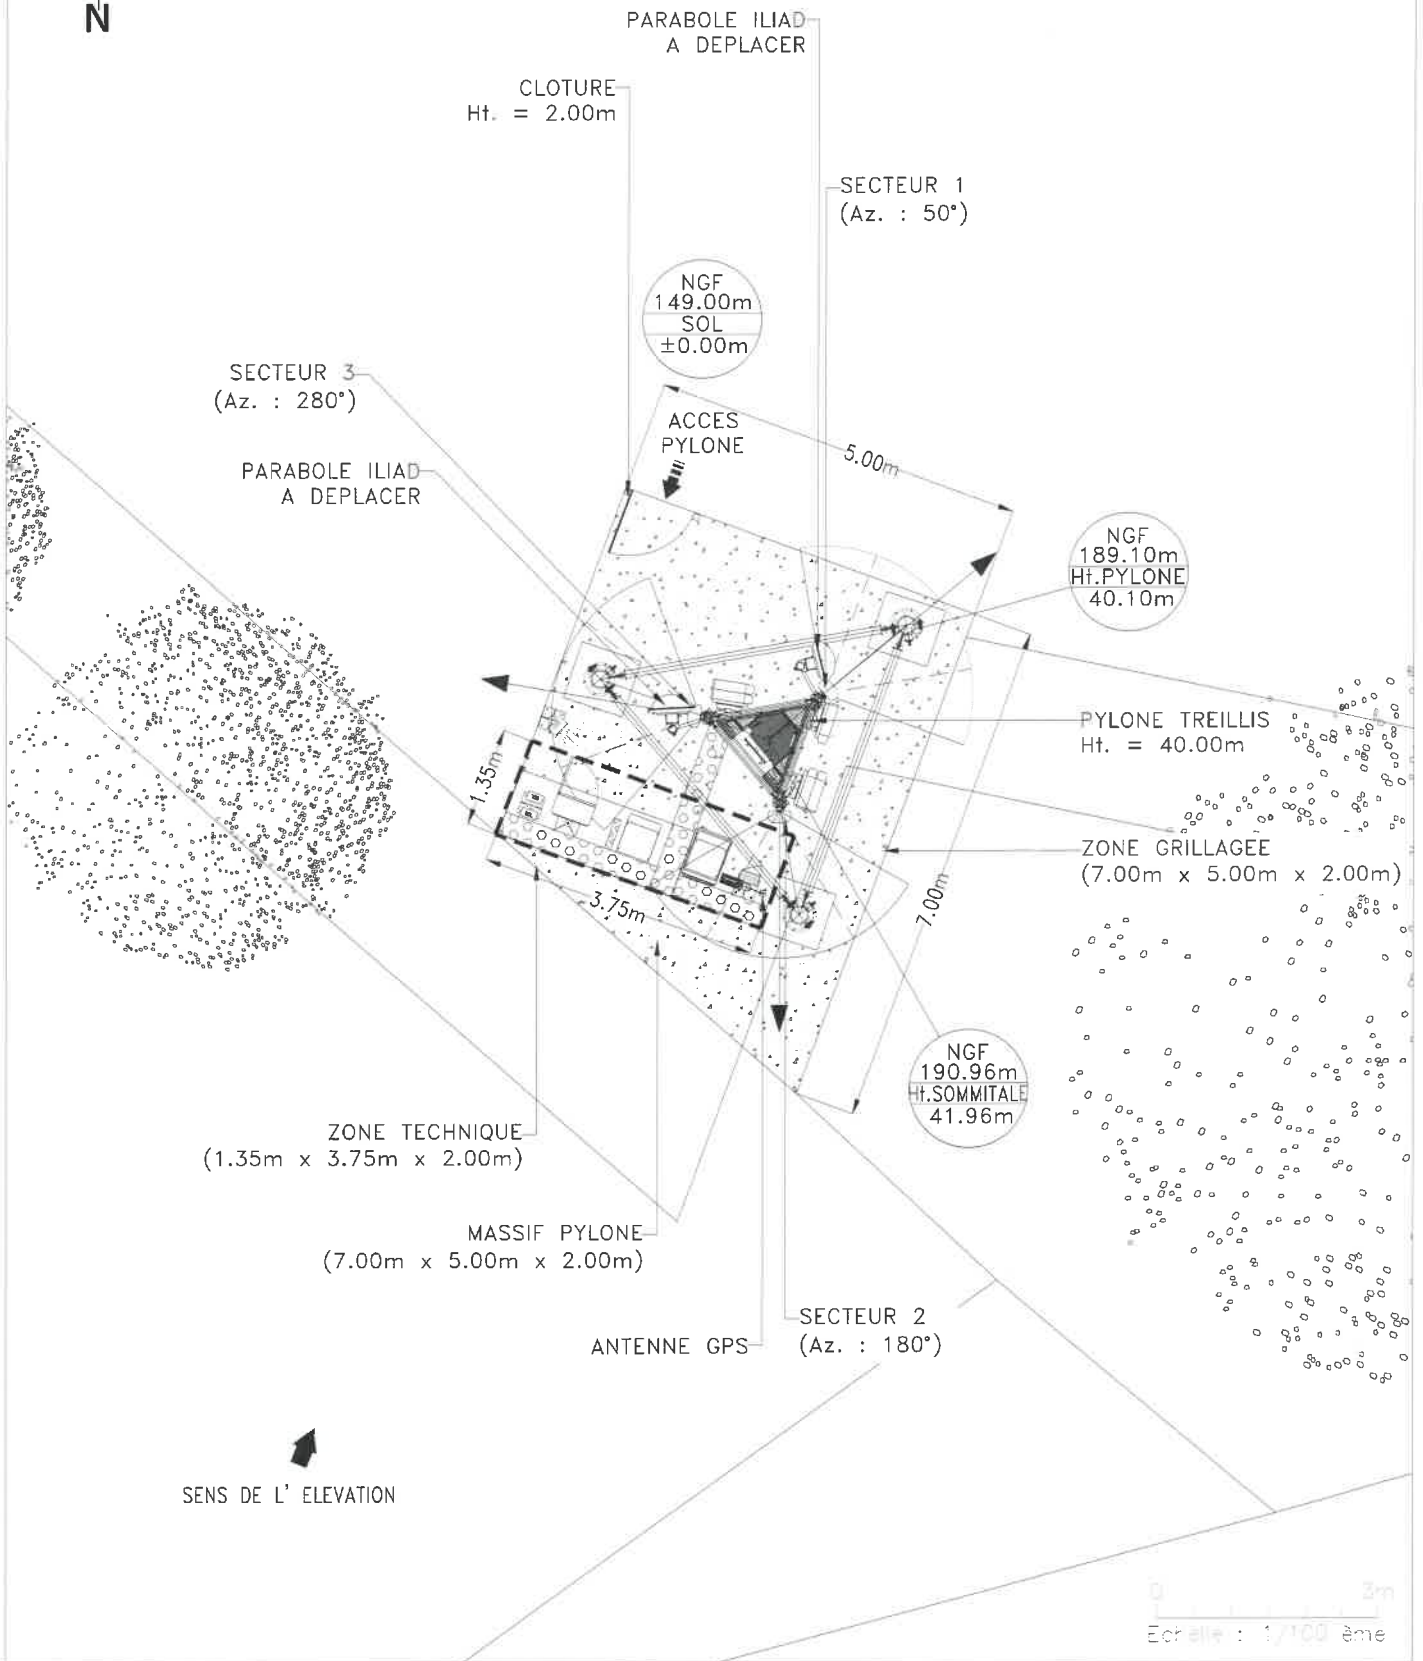 N
PARABOLE ILIAD
A DEPLACER
CLOTURE
Ht. = 2.00m
SECTEUR 1
(Az. : 50°)
NGF
149.00m
SOL
±0.00m
SECTEUR 3
(Az. : 280°)
ACCES
PYLONE
5.00m
PARABOLE ILIAD
A DEPLACER
NGF
189.10m
Ht.PYLONE
40.10m
PYLONE TREILLIS
Ht. = 40.00m
1.35m
ZONE GRILLAGEE
(7.00m x 5.00m x 2.00m)
3.75m
7.00m
NGF
190.96m
Ht.SOMMITALE
41.96m
ZONE TECHNIQUE
(1.35m x 3.75m x 2.00m)
MASSIF PYLONE
(7.00m x 5.00m x 2.00m)
SECTEUR 2
(Az. : 180°)
ANTENNE GPS
SENS DE L' ELEVATION
0 3m
Echelle : 1/100 ème